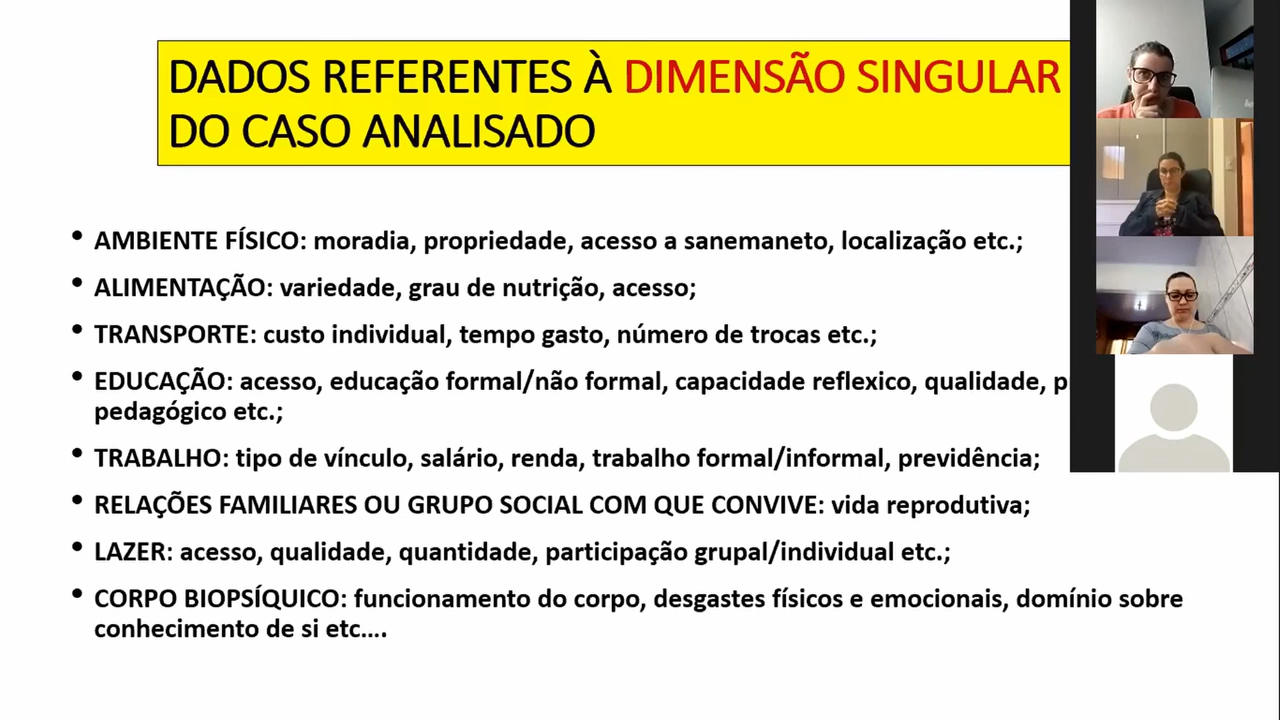 DADOS REFERENTES À DIMENSÃO SINGULAR
DO CASO ANALISADO
• AMBIENTE FÍSICO: moradia, propriedade, acesso a sanemaneto, localização etc.;
• ALIMENTAÇÃO: variedade, grau de nutrição, acesso;
• TRANSPORTE: custo individual, tempo gasto, número de trocas etc.;
• EDUCAÇÃO: acesso, educação formal/não formal, capacidade reflexico, qualidade,
pedagógico etc.;
• TRABALHO: tipo de vínculo, salário, renda, trabalho formal/informal, previdência;
• RELAÇÕES FAMILIARES OU GRUPO SOCIAL COM QUE CONVIVE: vida reprodutiva;
• LAZER: acesso, qualidade, quantidade, participação grupal/individual etc.;
• CORPO BIOPSÍQUICO: funcionamento do corpo, desgastes físicos e emocionais, domínio sobre
conhecimento de si etc....